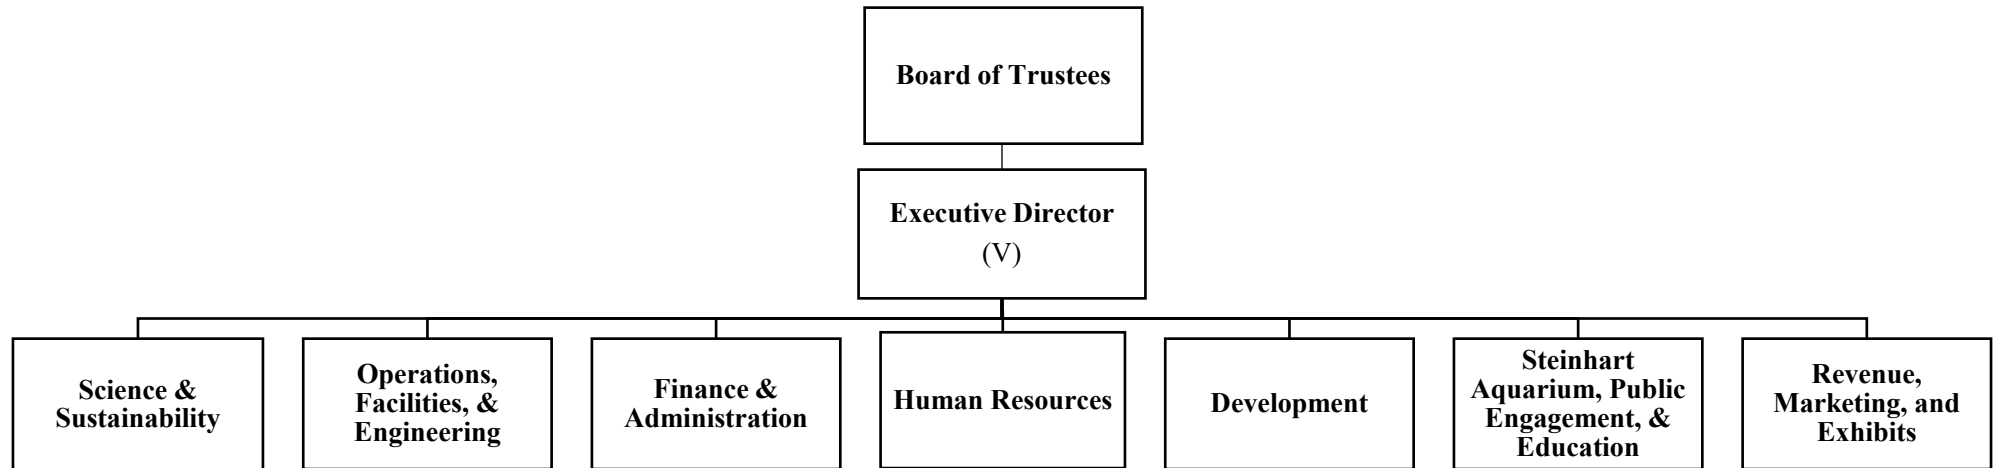 Board of Trustees
Executive Director
(V)
Science &
Sustainability
Operations,
Facilities, &
Engineering
Finance &
Administration
Human Resources
Development
Steinhart
Aquarium, Public
Engagement, &
Education
Revenue,
Marketing, and
Exhibits